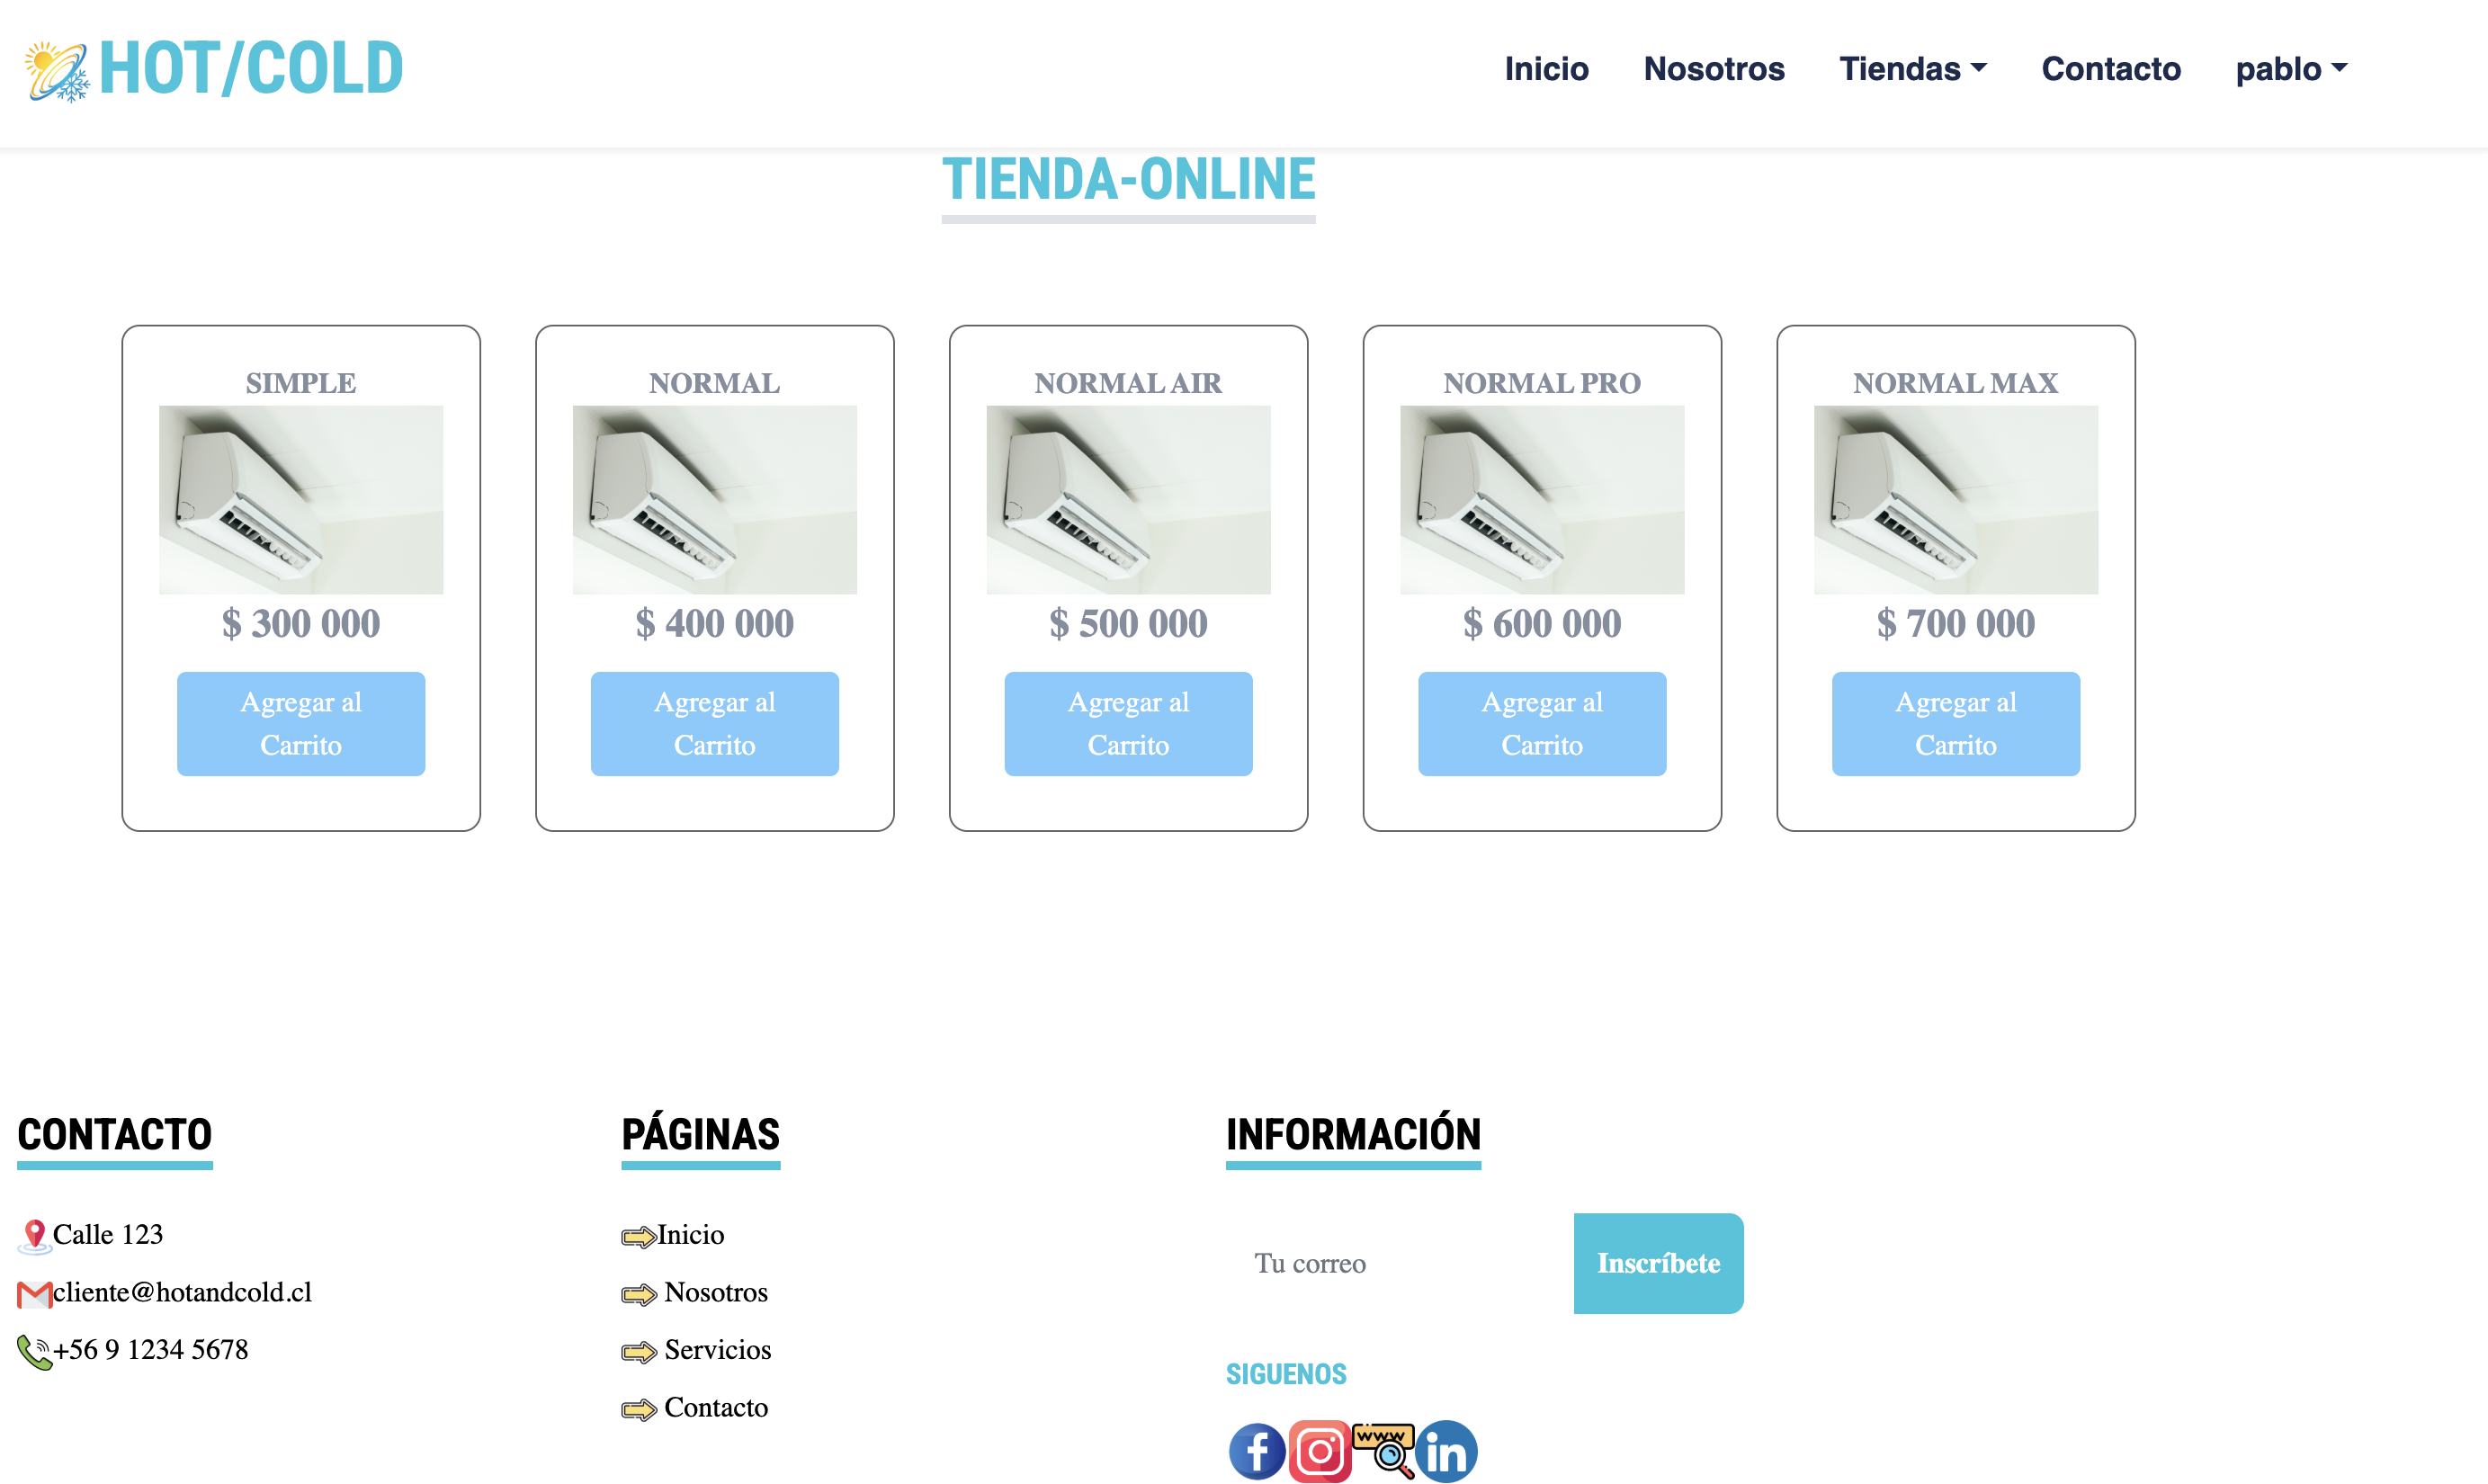 HOT/COLD
Inicio Nosotros Tiendas Contacto pablo
TIENDA-ONLINE
SIMPLE
$ 300 000
Agregar al
Carrito
NORMAL
$ 400 000
Agregar al
Carrito
NORMAL AIR
$ 500 000
Agregar al
Carrito
NORMAL PRO
$ 600 000
Agregar al
Carrito
NORMAL MAX
$ 700 000
Agregar al
Carrito
CONTACTO
Calle 123
cliente@hotandcold.cl
+56 9 1234 5678
PÁGINAS
Inicio
Nosotros
Servicios
Contacto
INFORMACIÓN
Tu correo
Inscríbete
SIGUENOS
f
www
in